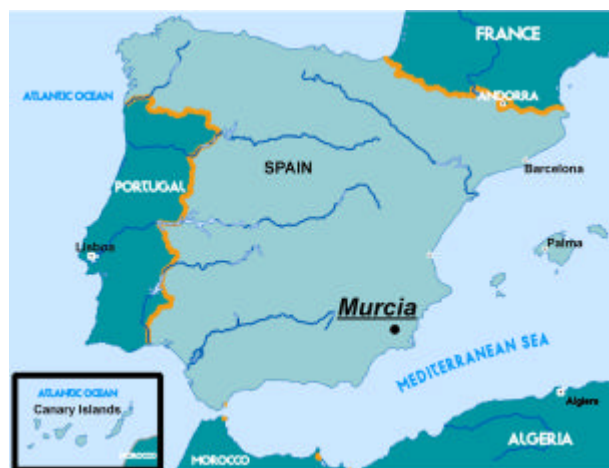 FRANCE
ATLANTIC OCEAN
ANDORRA
SPAIN
Barcelona
PORTUGAL
Lisboa
Palma
Murcia
MEDITERRANEAN SEA
ATLANTIC OCEAN
Canary Islands
Algiers
MOROCCO
MOROCCO
ALGERIA